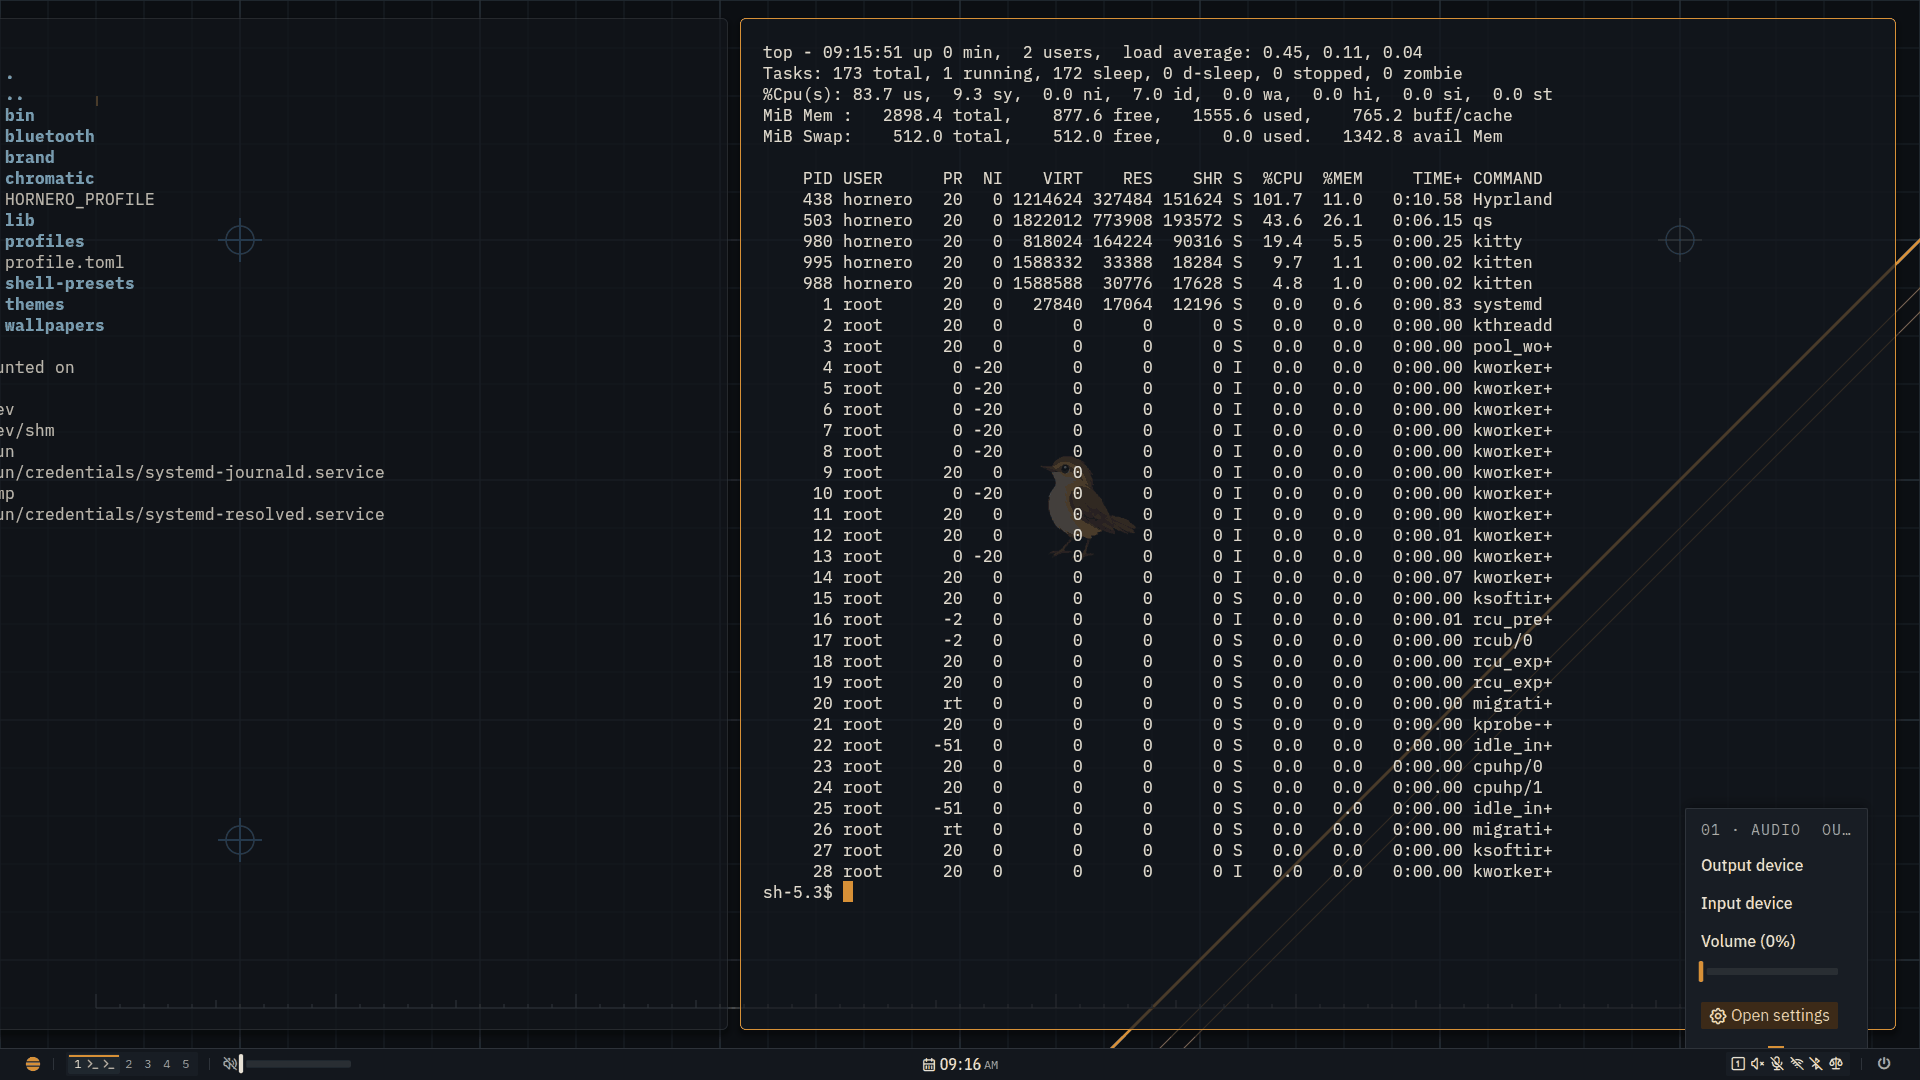 .
..
bin
bluetooth
brand
chromatic
HORNERO_PROFILE
lib
profiles
profile.toml
shell-presets
themes
wallpapers
unted on
ev
ev/shm
un
un/credentials/systemd-journald.service
mp
un/credentials/systemd-resolved.service
top - 09:15:51 up 0 min,  2 users,  load average: 0.45, 0.11, 0.04
Tasks: 173 total, 1 running, 172 sleep, 0 d-sleep, 0 stopped, 0 zombie
%Cpu(s): 83.7 us,  9.3 sy,  0.0 ni,  7.0 id,  0.0 wa,  0.0 hi,  0.0 si,  0.0 st
MiB Mem :   2898.4 total,    877.6 free,   1555.6 used,    765.2 buff/cache
MiB Swap:    512.0 total,    512.0 free,      0.0 used.   1342.8 avail Mem
PID USER      PR  NI    VIRT    RES    SHR S  %CPU  %MEM     TIME+ COMMAND
438 hornero   20   0 1214624 327484 151624 S 101.7  11.0   0:10.58 Hyprland
503 hornero   20   0 1822012 773908 193572 S  43.6  26.1   0:06.15 qs
980 hornero   20   0  818024 164224  90316 S  19.4   5.5   0:00.25 kitty
995 hornero   20   0 1588332  33388  18284 S   9.7   1.1   0:00.02 kitten
988 hornero   20   0 1588588  30776  17628 S   4.8   1.0   0:00.02 kitten
1 root      20   0   27840  17064  12196 S   0.0   0.6   0:00.83 systemd
2 root      20   0       0      0      0 S   0.0   0.0   0:00.00 kthreadd
3 root      20   0       0      0      0 S   0.0   0.0   0:00.00 pool_wo+
4 root       0 -20       0      0      0 I   0.0   0.0   0:00.00 kworker+
5 root       0 -20       0      0      0 I   0.0   0.0   0:00.00 kworker+
6 root       0 -20       0      0      0 I   0.0   0.0   0:00.00 kworker+
7 root       0 -20       0      0      0 I   0.0   0.0   0:00.00 kworker+
8 root       0 -20       0      0      0 I   0.0   0.0   0:00.00 kworker+
9 root      20   0       0      0      0 I   0.0   0.0   0:00.00 kworker+
10 root       0 -20       0      0      0 I   0.0   0.0   0:00.00 kworker+
11 root      20   0       0      0      0 I   0.0   0.0   0:00.00 kworker+
12 root      20   0       0      0      0 I   0.0   0.0   0:00.01 kworker+
13 root       0 -20       0      0      0 I   0.0   0.0   0:00.00 kworker+
14 root      20   0       0      0      0 I   0.0   0.0   0:00.07 kworker+
15 root      20   0       0      0      0 S   0.0   0.0   0:00.00 ksoftir+
16 root      -2   0       0      0      0 I   0.0   0.0   0:00.01 rcu_pre+
17 root      -2   0       0      0      0 S   0.0   0.0   0:00.00 rcub/0
18 root      20   0       0      0      0 S   0.0   0.0   0:00.00 rcu_exp+
19 root      20   0       0      0      0 S   0.0   0.0   0:00.00 rcu_exp+
20 root      rt   0       0      0      0 S   0.0   0.0   0:00.00 migrati+
21 root      20   0       0      0      0 S   0.0   0.0   0:00.00 kprobe-+
22 root     -51   0       0      0      0 S   0.0   0.0   0:00.00 idle_in+
23 root      20   0       0      0      0 S   0.0   0.0   0:00.00 cpuhp/0
24 root      20   0       0      0      0 S   0.0   0.0   0:00.00 cpuhp/1
25 root     -51   0       0      0      0 S   0.0   0.0   0:00.00 idle_in+
26 root      rt   0       0      0      0 S   0.0   0.0   0:00.00 migrati+
27 root      20   0       0      0      0 S   0.0   0.0   0:00.00 ksoftir+
28 root      20   0       0      0      0 I   0.0   0.0   0:00.00 kworker+
sh-5.3$
01 · AUDIO  OU…
Output device
Input device
Volume (0%)
Open settings
1 2 3 4 5
09:16 AM
1